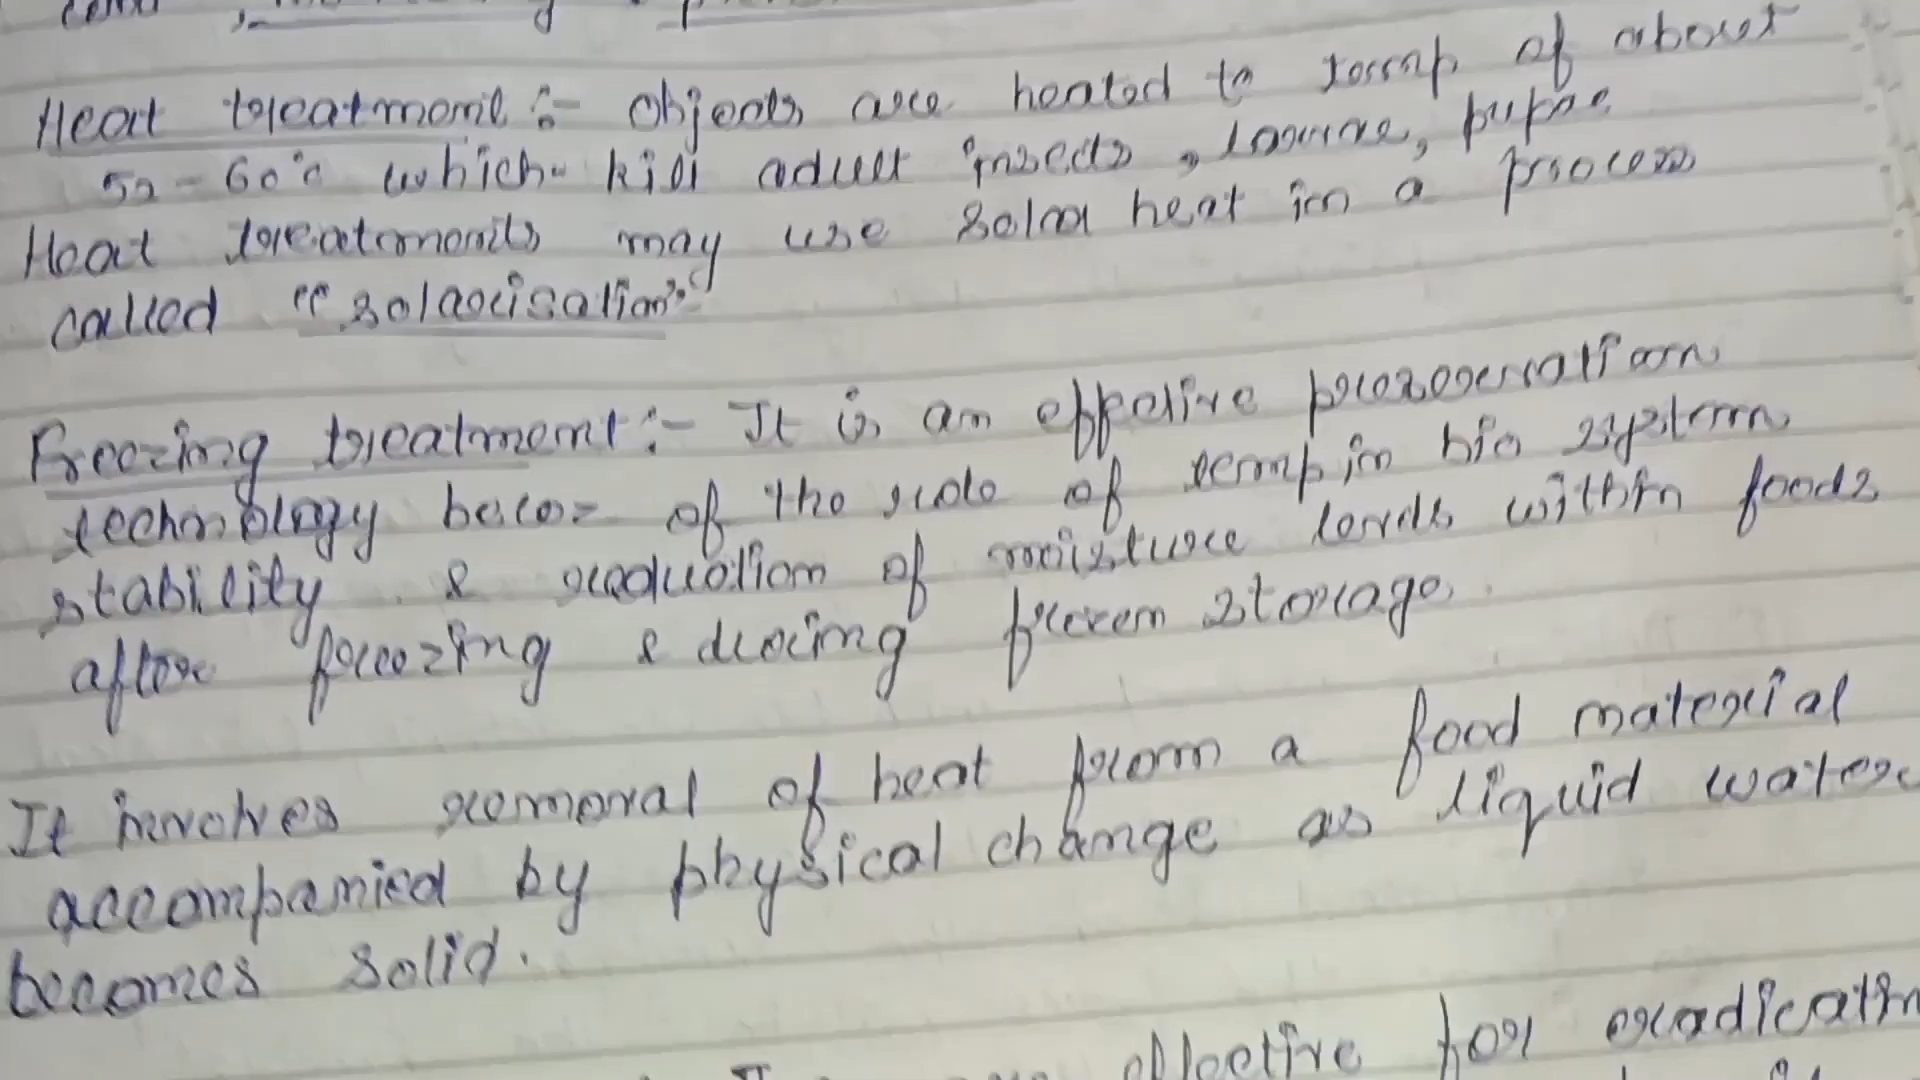 Heat treatment :- Objects are heated to temp of about
50 - 60°c which kill adult insects, larvae, pupae
Heat treatments may use solar heat in a process
called "solarisation"
Freezing treatment :- It is an effective preservation
technology becoz of the role of temp in bio system
stability & reduction of moisture levels within foods
after freezing & during frozen storage.
It involves removal of heat from a food material
accompanied by physical change as liquid water
becomes solid.
effective for eradicatin